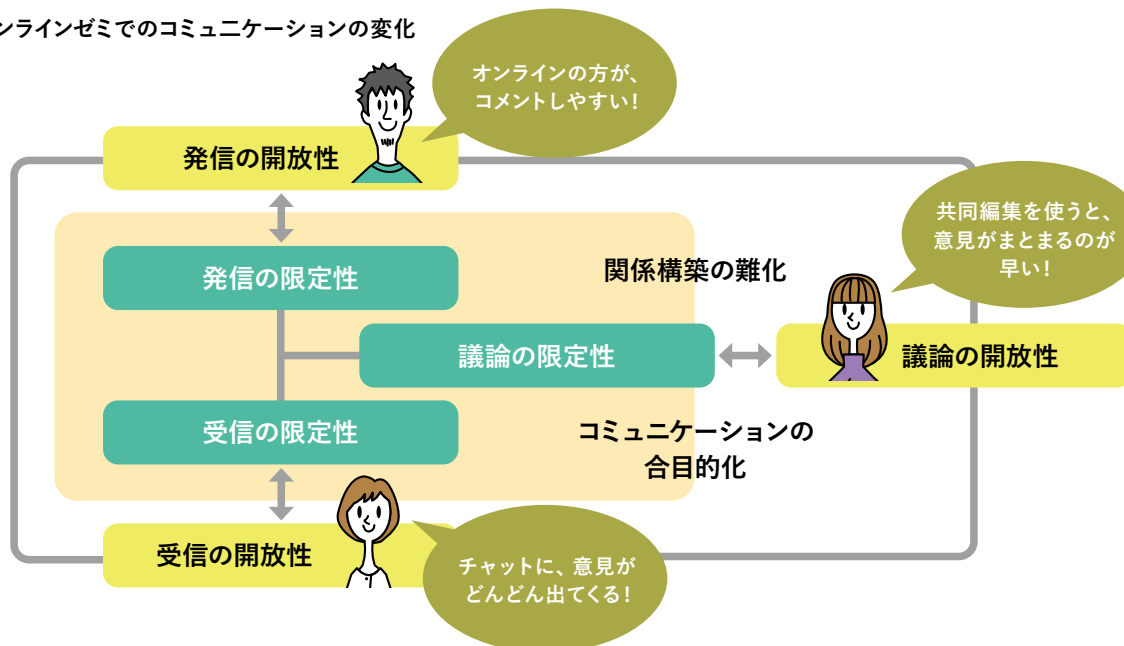 ンラインゼミでのコミュニケーションの変化
オンラインの方が、
コメントしやすい！
発信の開放性
共同編集を使うと、
意見がまとまるのが
早い！
発信の限定性
関係構築の難化
議論の限定性
議論の開放性
受信の限定性
コミュニケーションの
合目的化
受信の開放性
チャットに、意見が
どんどん出てくる！